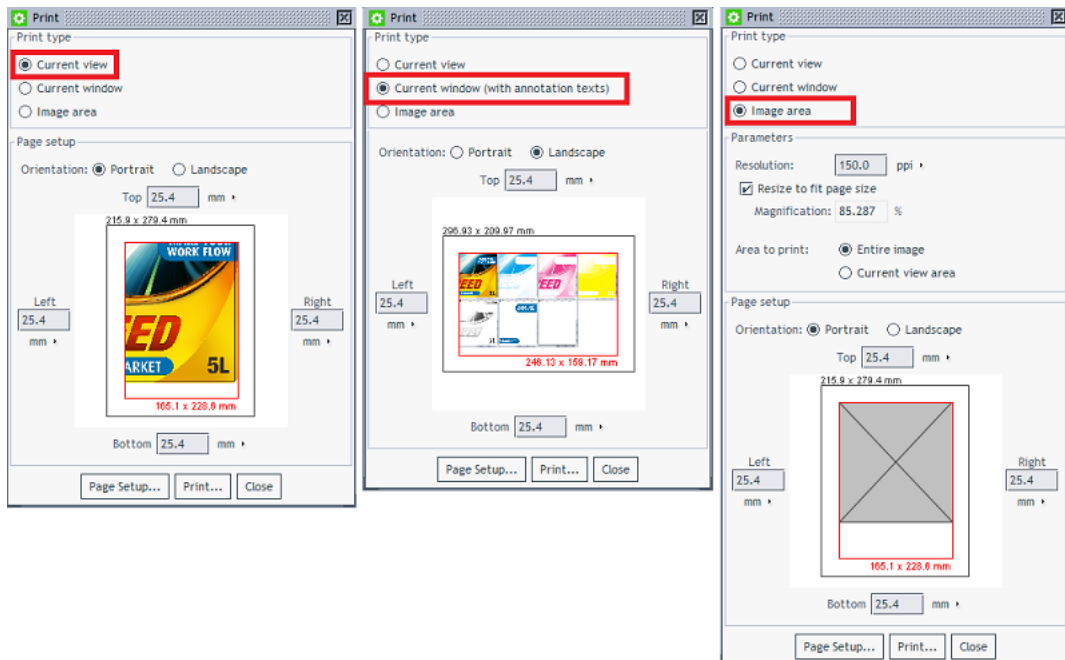 Print
Print type
Current view
Current window
Image area
Page setup
Orientation: Portrait Landscape
Top 25.4 mm
215.9 x 279.4 mm
WORK FLOW
Left
25.4
mm
Right
25.4
mm
ED
ARKET 5L
165.1 x 228.6 mm
Bottom 25.4 mm
Page Setup... Print... Close
Print
Print type
Current view
Current window (with annotation texts)
Image area
Orientation: Portrait Landscape
Top 25.4 mm
296.93 x 209.97 mm
EED
EED
Left
25.4
mm
Right
25.4
mm
246.13 x 159.17 mm
Bottom 25.4 mm
Page Setup... Print... Close
Print
Print type
Current view
Current window
Image area
Parameters
Resolution: 150.0 ppi
Resize to fit page size
Magnification: 85.287 %
Area to print: Entire image
Current view area
Page setup
Orientation: Portrait Landscape
Top 25.4 mm
215.9 x 279.4 mm
Left
25.4
mm
Right
25.4
mm
165.1 x 228.6 mm
Bottom 25.4 mm
Page Setup... Print... Close